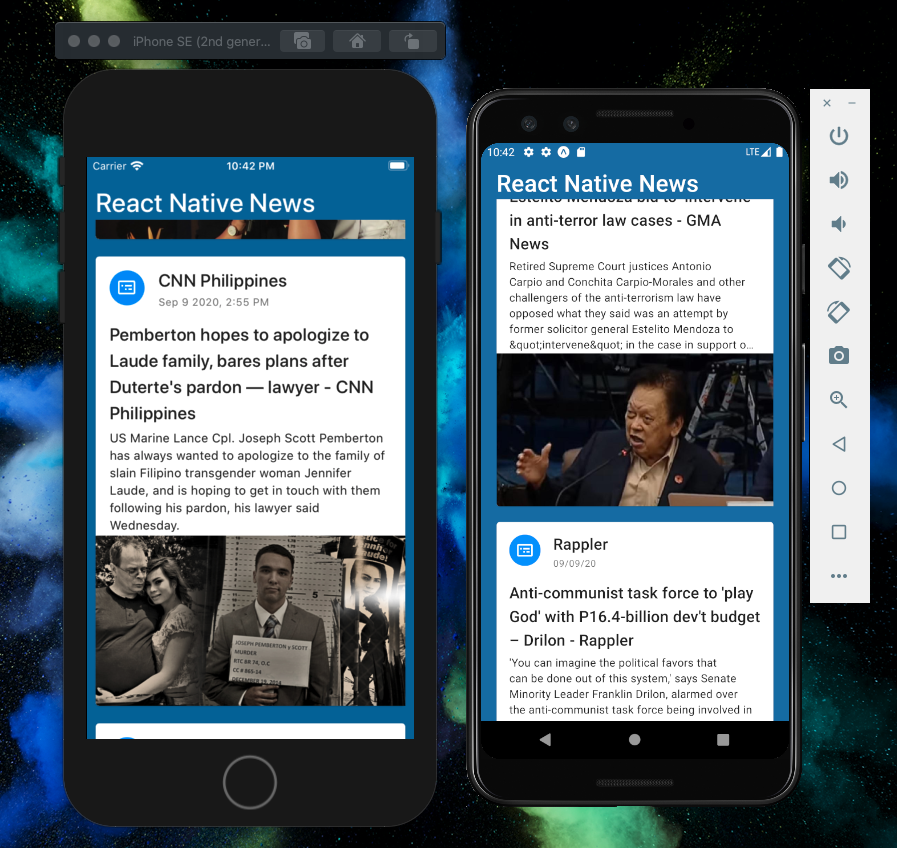 iPhone SE (2nd gener...
Carrier
10:42 PM
React Native News
CNN Philippines
Sep 9 2020, 2:55 PM
Pemberton hopes to apologize to
Laude family, bares plans after
Duterte's pardon — lawyer - CNN
Philippines
US Marine Lance Cpl. Joseph Scott Pemberton
has always wanted to apologize to the family of
slain Filipino transgender woman Jennifer
Laude, and is hoping to get in touch with them
following his pardon, his lawyer said
Wednesday.
JOSEPH PEMBERTON y SCOTT
MURDER
BTC BR 74, O.C
CC # 865-14
DECEMBER 19, 2014
10:42
LTE
React Native News
Estelito Mendoza bid to 'intervene'
in anti-terror law cases - GMA
News
Retired Supreme Court justices Antonio
Carpio and Conchita Carpio-Morales and other
challengers of the anti-terrorism law have
opposed what they said was an attempt by
former solicitor general Estelito Mendoza to
&quot;intervene&quot; in the case in support o...
Rappler
09/09/20
Anti-communist task force to 'play
God' with P16.4-billion dev't budget
– Drilon - Rappler
'You can imagine the political favors that
can be done out of this system,' says Senate
Minority Leader Franklin Drilon, alarmed over
the anti-communist task force being involved in